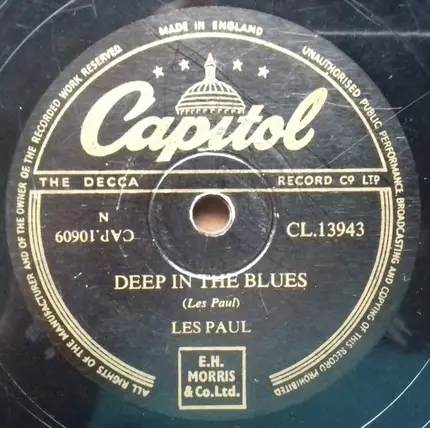 MADE IN ENGLAND
ALL RIGHTS OF THE MANUFACTURER AND OF THE OWNER OF THE RECORDED WORK RESERVED.
UNAUTHORISED PUBLIC PERFORMANCE, BROADCASTING AND COPYING OF THIS RECORD PROHIBITED
Capitol
THE DECCA RECORD CO LTD
N
CAP.10609
CL.13943
DEEP IN THE BLUES
(Les Paul)
LES PAUL
E.H.
MORRIS
& Co. Ltd.